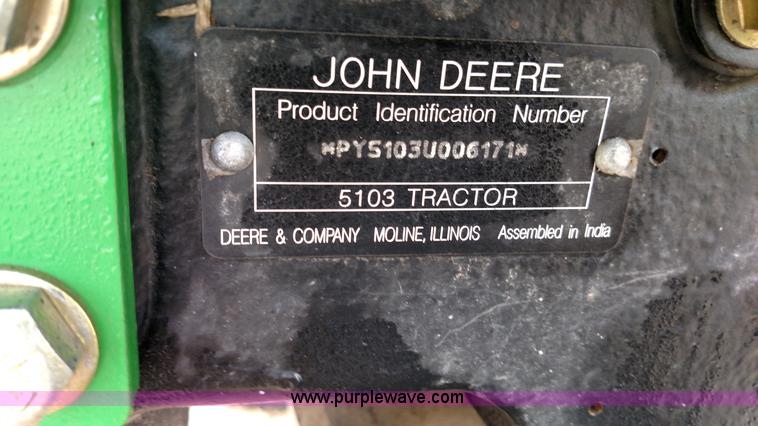 JOHN DEERE
Product Identification Number
*PY5103U006171*
5103 TRACTOR
DEERE & COMPANY MOLINE, ILLINOIS Assembled in India
www.purplewave.com